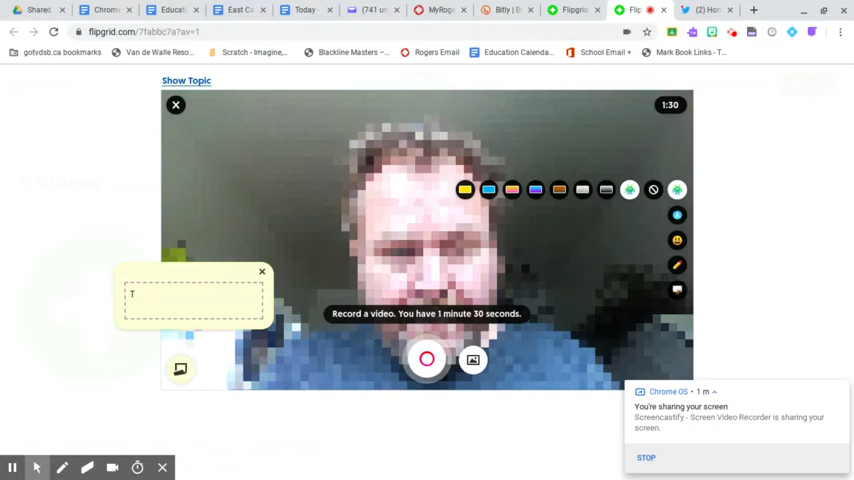 Shared
Chrome
Educati
East Ca
Today -
(741 u
MyRog
Bitly | B
Flipgrid
Flip
(2) Hon
flipgrid.com/7fabbc7a?av=1
gotvdsb.ca bookmarks
Van de Walle Reso...
Scratch - Imagine,...
Blackline Masters –...
Rogers Email
Education Calenda...
School Email +
Mark Book Links - T...
Show Topic
1:30
T
Record a video. You have 1 minute 30 seconds.
Chrome OS • 1 m
You're sharing your screen
Screencastify - Screen Video Recorder is sharing your
screen.
STOP